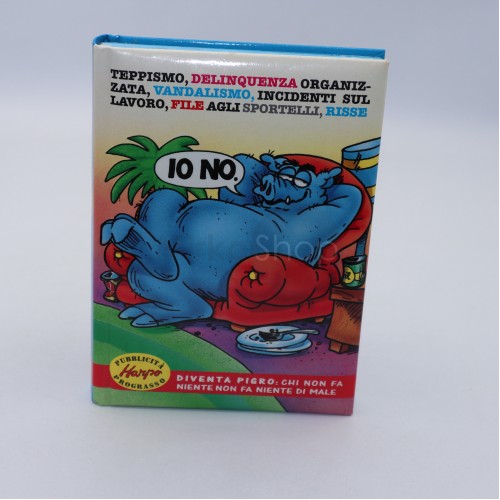 TEPPISMO, DELINQUENZA ORGANIZ-
ZATA, VANDALISMO, INCIDENTI SUL
LAVORO, FILE AGLI SPORTELLI, RISSE
IO NO.
PUBBLICITÀ
Harpo
PROGRASSO
DIVENTA PIGRO: CHI NON FA
NIENTE NON FA NIENTE DI MALE